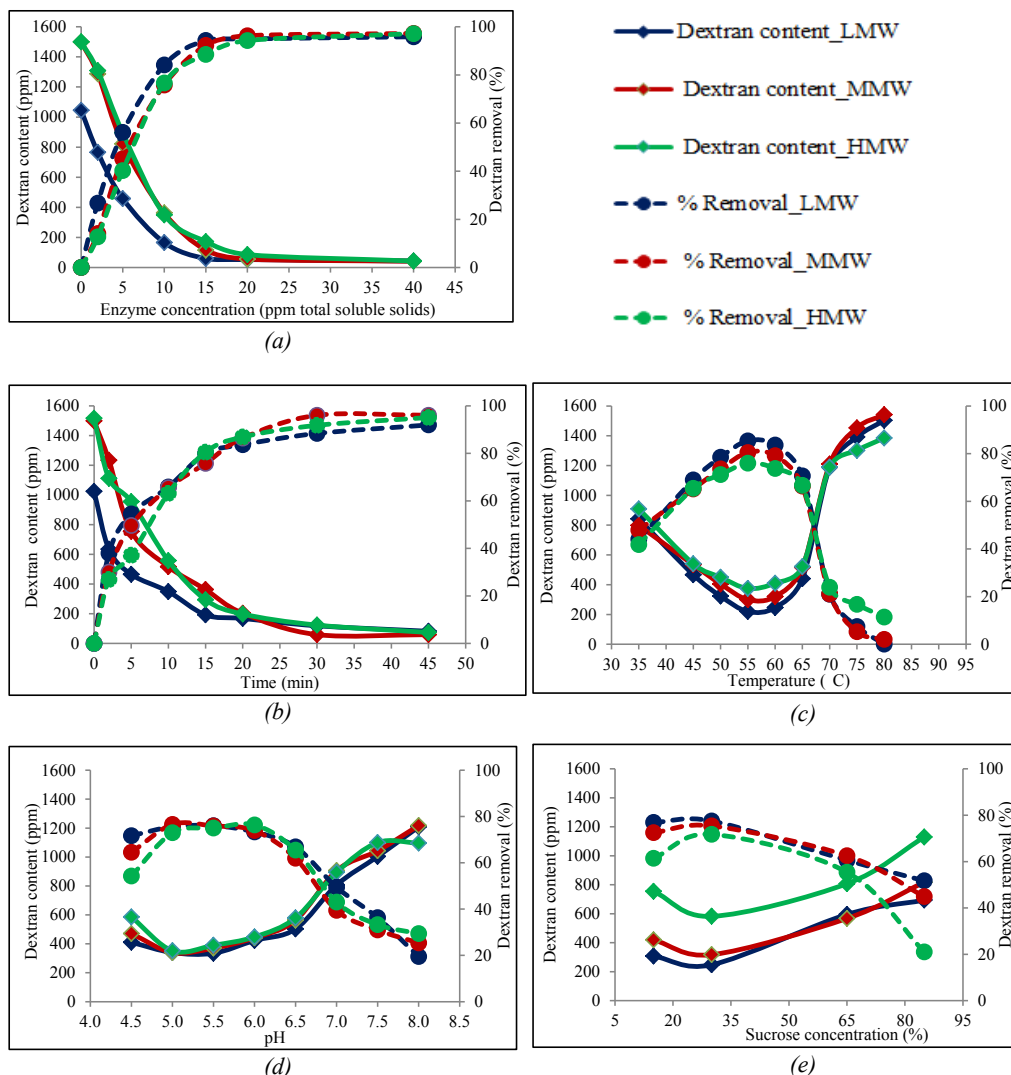 Dextran content (ppm)
1600
1400
1200
1000
800
600
400
200
0
100
80
60
40
20
0
Dextran removal (%)
0 5 10 15 20 25 30 35 40 45
Enzyme concentration (ppm total soluble solids)
(a)
Dextran content_LMW
Dextran content_MMW
Dextran content_HMW
% Removal_LMW
% Removal_MMW
% Removal_HMW
Dextran content (ppm)
1600
1400
1200
1000
800
600
400
200
0
100
80
60
40
20
0
Dextran removal (%)
0 5 10 15 20 25 30 35 40 45
Time (min)
(b)
Dextran content (ppm)
1600
1400
1200
1000
800
600
400
200
0
100
80
60
40
20
0
Dextran removal (%)
30 35 40 45 50 55 60 65 70 75 80 85 90 95
Temperature ( C)
(c)
Dextran content (ppm)
1600
1400
1200
1000
800
600
400
200
0
100
80
60
40
20
0
Dextran removal (%)
4.0 4.5 5.0 5.5 6.0 6.5 7.0 7.5 8.0 8.5
pH
(d)
Dextran content (ppm)
1600
1400
1200
1000
800
600
400
200
0
100
80
60
40
20
0
Dextran removal (%)
5 15 25 35 45 55 65 75 85 95
Sucrose concentration (%)
(e)